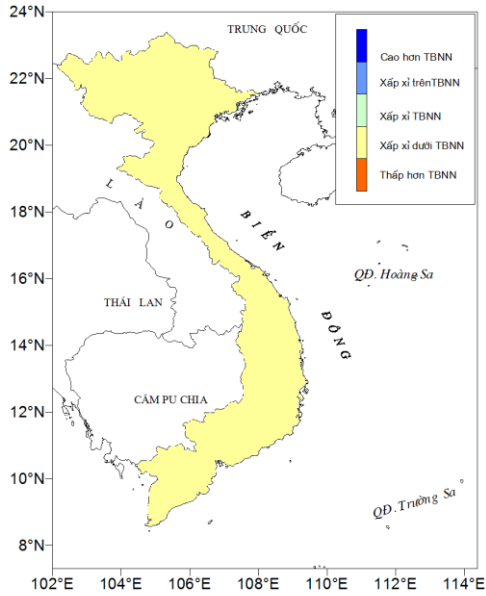 24°N
22°N
20°N
18°N
16°N
14°N
12°N
10°N
8°N
102°E 104°E 106°E 108°E 110°E 112°E 114°E
TRUNG QUỐC
Cao hơn TBNN
Xấp xỉ trênTBNN
Xấp xỉ TBNN
Xấp xỉ dưới TBNN
Thấp hơn TBNN
LAO
BIỂN
ĐÔNG
QĐ. Hoàng Sa
THÁI LAN
CĂM PU CHIA
QĐ. Trường Sa